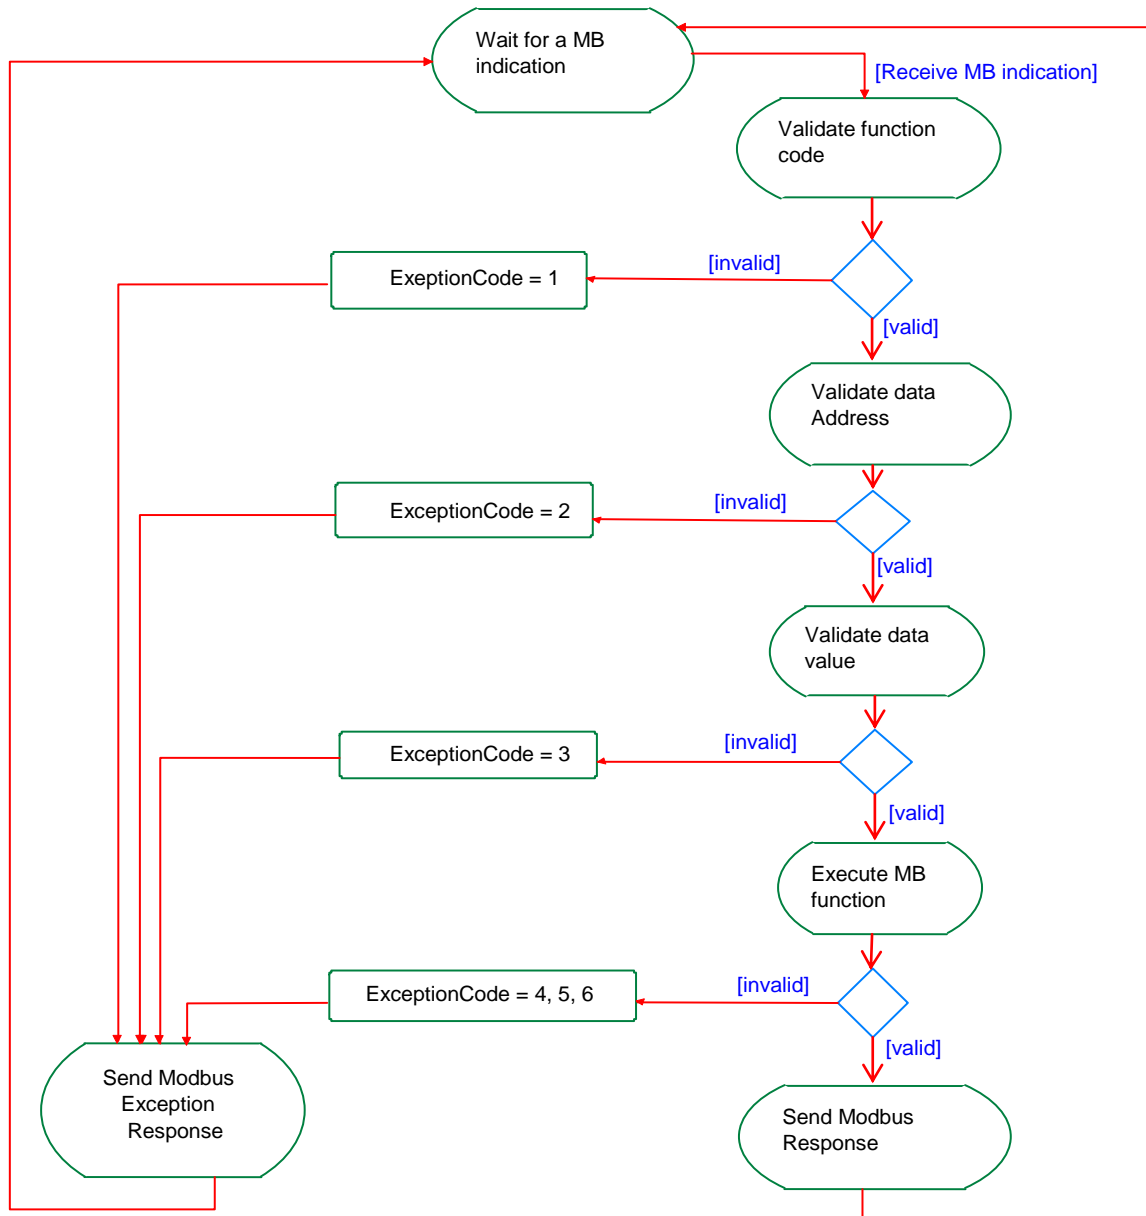 Wait for a MB
indication
[Receive MB indication]
Validate function
code
[invalid]
ExeptionCode = 1
[valid]
Validate data
Address
[invalid]
ExceptionCode = 2
[valid]
Validate data
value
[invalid]
ExceptionCode = 3
[valid]
Execute MB
function
[invalid]
ExceptionCode = 4, 5, 6
[valid]
Send Modbus
Exception
Response
Send Modbus
Response